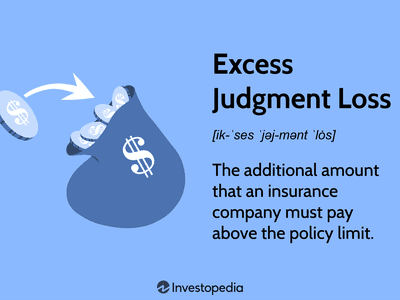 Excess
Judgment Loss
[ik-ˈses ˈjəj-mənt ˈlȯs]
The additional amount
that an insurance
company must pay
above the policy limit.
$
$
Investopedia